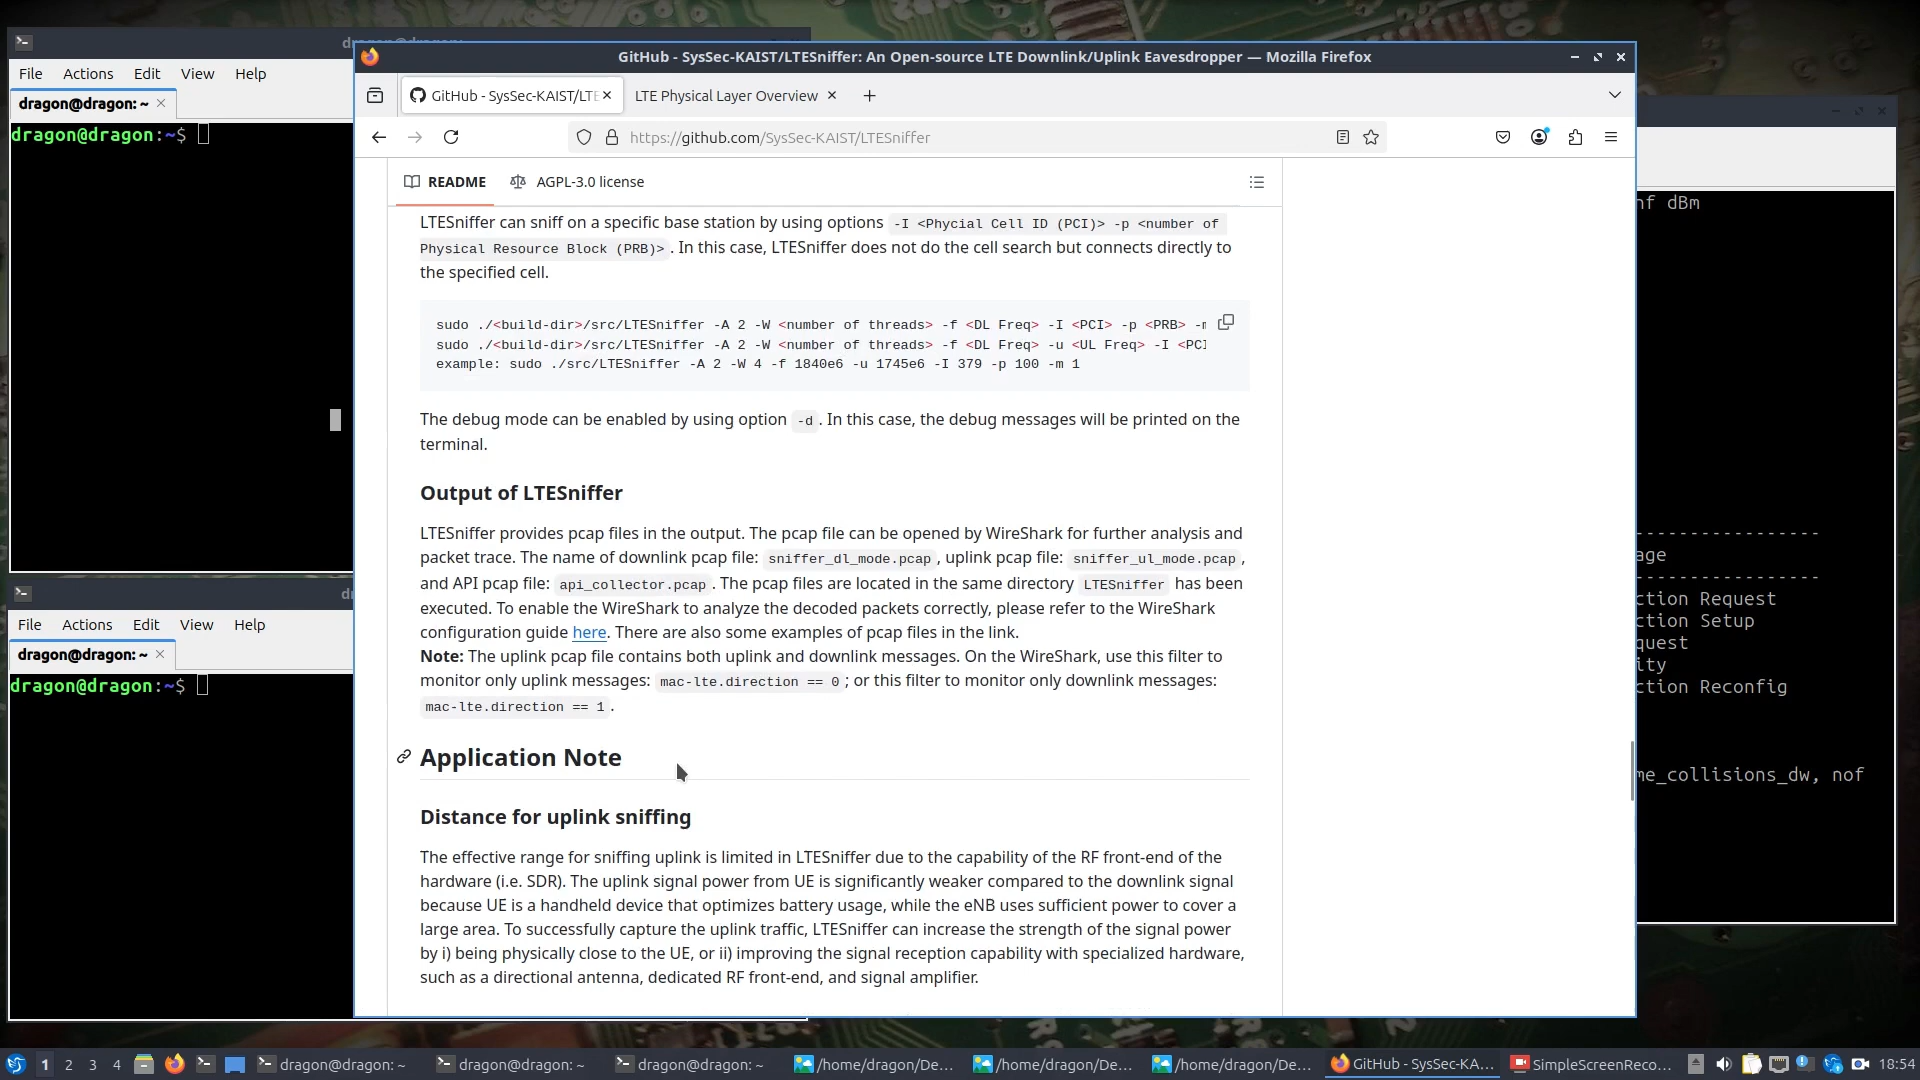 dragon@dragon: ~
File Actions Edit View Help
dragon@dragon: ~
dragon@dragon:~$
dragon@dragon: ~
File Actions Edit View Help
dragon@dragon: ~
dragon@dragon:~$
GitHub - SysSec-KAIST/LTESniffer: An Open-source LTE Downlink/Uplink Eavesdropper — Mozilla Firefox
GitHub - SysSec-KAIST/LTE
LTE Physical Layer Overview
https://github.com/SysSec-KAIST/LTESniffer
README
AGPL-3.0 license
LTESniffer can sniff on a specific base station by using options -I <Phycial Cell ID (PCI)> -p <number of
Physical Resource Block (PRB)>. In this case, LTESniffer does not do the cell search but connects directly to
the specified cell.
sudo ./<build-dir>/src/LTESniffer -A 2 -W <number of threads> -f <DL Freq> -I <PCI> -p <PRB> -m
sudo ./<build-dir>/src/LTESniffer -A 2 -W <number of threads> -f <DL Freq> -u <UL Freq> -I <PCI
example: sudo ./src/LTESniffer -A 2 -W 4 -f 1840e6 -u 1745e6 -I 379 -p 100 -m 1
The debug mode can be enabled by using option -d. In this case, the debug messages will be printed on the
terminal.
Output of LTESniffer
LTESniffer provides pcap files in the output. The pcap file can be opened by WireShark for further analysis and
packet trace. The name of downlink pcap file: sniffer_dl_mode.pcap, uplink pcap file: sniffer_ul_mode.pcap,
and API pcap file: api_collector.pcap. The pcap files are located in the same directory LTESniffer has been
executed. To enable the WireShark to analyze the decoded packets correctly, please refer to the WireShark
configuration guide here. There are also some examples of pcap files in the link.
Note: The uplink pcap file contains both uplink and downlink messages. On the WireShark, use this filter to
monitor only uplink messages: mac-lte.direction == 0; or this filter to monitor only downlink messages:
mac-lte.direction == 1.
Application Note
Distance for uplink sniffing
The effective range for sniffing uplink is limited in LTESniffer due to the capability of the RF front-end of the
hardware (i.e. SDR). The uplink signal power from UE is significantly weaker compared to the downlink signal
because UE is a handheld device that optimizes battery usage, while the eNB uses sufficient power to cover a
large area. To successfully capture the uplink traffic, LTESniffer can increase the strength of the signal power
by i) being physically close to the UE, or ii) improving the signal reception capability with specialized hardware,
such as a directional antenna, dedicated RF front-end, and signal amplifier.
nf dBm
-----------------
age
-----------------
ction Request
ction Setup
quest
ity
ction Reconfig
me_collisions_dw, nof
1 2 3 4 dragon@dragon: ~ dragon@dragon: ~ dragon@dragon: ~ /home/dragon/De... /home/dragon/De... /home/dragon/De... GitHub - SysSec-KA... SimpleScreenReco... 18:54